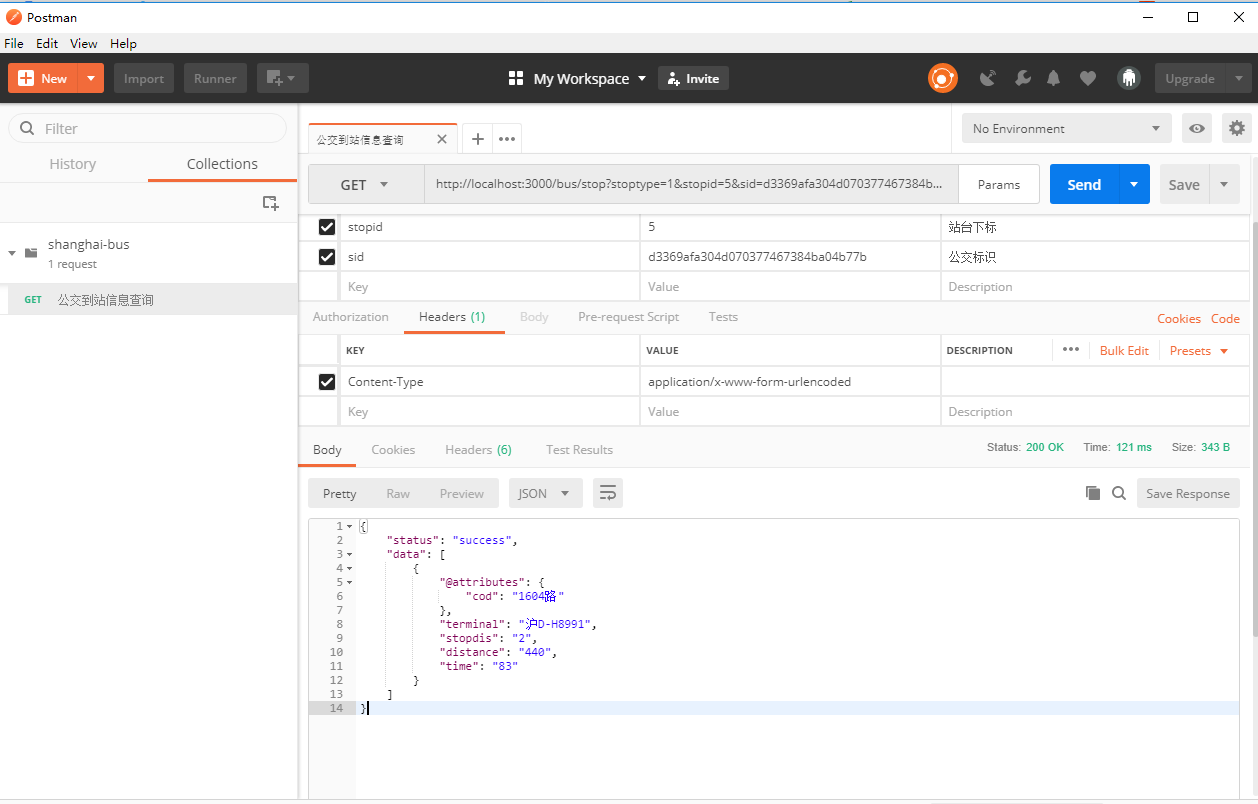 Postman
File Edit View Help
New Import Runner My Workspace Invite Upgrade
Filter
History Collections
shanghai-bus
1 request
GET 公交到站信息查询
公交到站信息查询
No Environment
GET http://localhost:3000/bus/stop?stoptype=1&stopid=5&sid=d3369afa304d070377467384b... Params Send Save
stopid 5 站台下标
sid d3369afa304d070377467384ba04b77b 公交标识
Key Value Description
Authorization Headers (1) Body Pre-request Script Tests Cookies Code
KEY VALUE DESCRIPTION ••• Bulk Edit Presets
Content-Type application/x-www-form-urlencoded
Key Value Description
Body Cookies Headers (6) Test Results Status: 200 OK Time: 121 ms Size: 343 B
Pretty Raw Preview JSON Save Response
1 {
2 "status": "success",
3 "data": [
4 {
5 "@attributes": {
6 "cod": "1604路"
7 },
8 "terminal": "沪D-H8991",
9 "stopdis": "2",
10 "distance": "440",
11 "time": "83"
12 }
13 ]
14 }